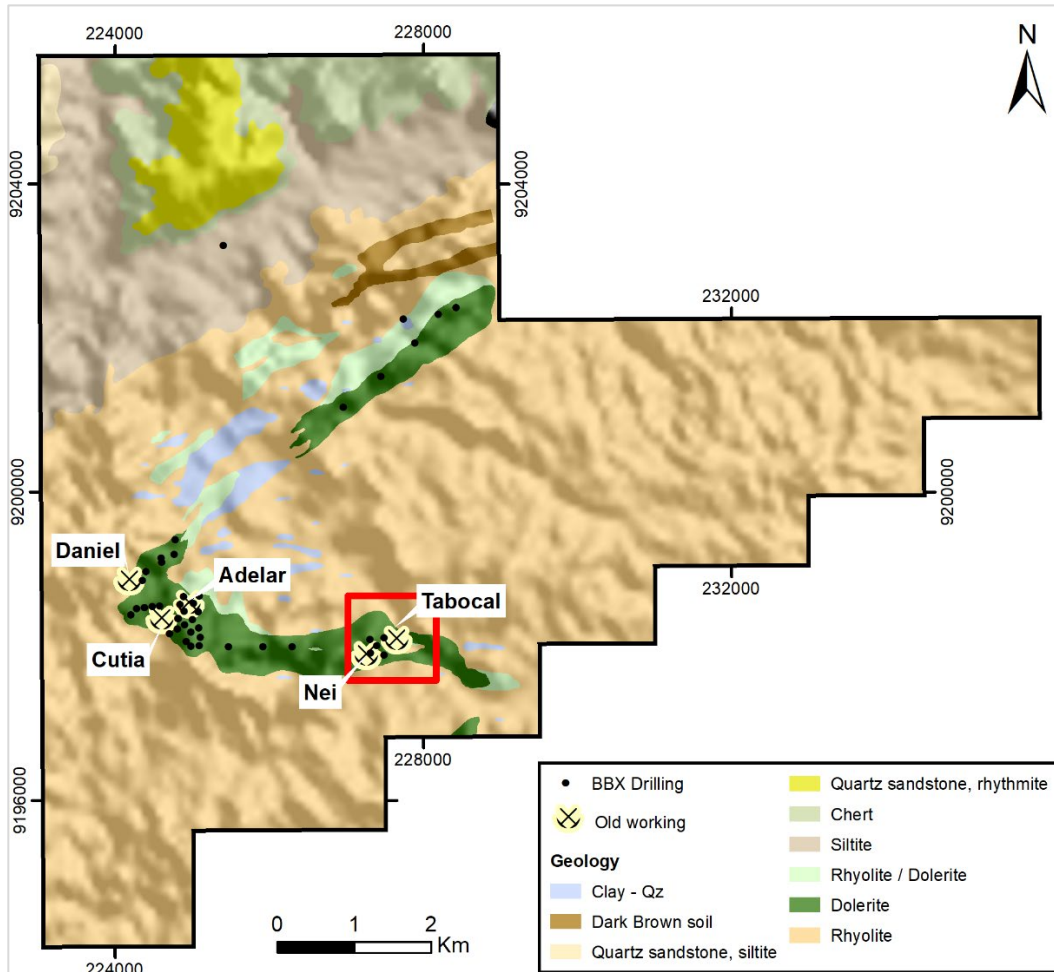 224000
228000
N
9204000
9204000
232000
9200000
9200000
Daniel
Adelar
Tabocal
Cutia
Nei
232000
228000
9196000
BBX Drilling
Old working
Geology
Clay - Qz
Dark Brown soil
Quartz sandstone, siltite
Quartz sandstone, rhythmite
Chert
Siltite
Rhyolite / Dolerite
Dolerite
Rhyolite
0 1 2
Km
224000